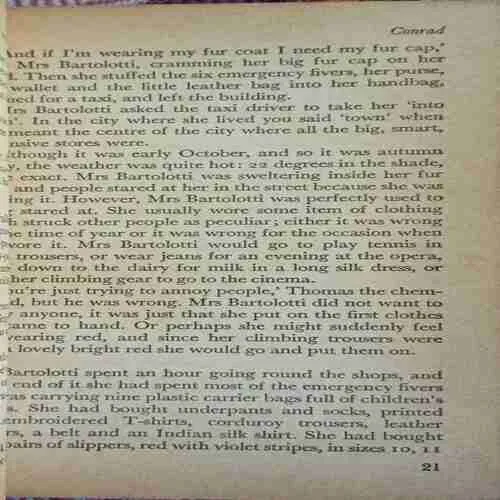 Conrad
And if I'm wearing my fur coat I need my fur cap,'
Mrs Bartolotti, cramming her big fur cap on her
d. Then she stuffed the six emergency fivers, her purse,
wallet and the little leather bag into her handbag,
ned for a taxi, and left the building.
Mrs Bartolotti asked the taxi driver to take her 'into
n'. In the city where she lived you said 'town' when
meant the centre of the city where all the big, smart,
nsive stores were.
lthough it was early October, and so it was autumn
y, the weather was quite hot: 22 degrees in the shade,
exact. Mrs Bartolotti was sweltering inside her fur
and people stared at her in the street because she was
ing it. However, Mrs Bartolotti was perfectly used to
g stared at. She usually wore some item of clothing
h struck other people as peculiar; either it was wrong
e time of year or it was wrong for the occasion when
wore it. Mrs Bartolotti would go to play tennis in
trousers, or wear jeans for an evening at the opera,
e down to the dairy for milk in a long silk dress, or
her climbing gear to go to the cinema.
ou're just trying to annoy people,' Thomas the chem-
d, but he was wrong. Mrs Bartolotti did not want to
y anyone, it was just that she put on the first clothes
came to hand. Or perhaps she might suddenly feel
wearing red, and since her climbing trousers were
lovely bright red she would go and put them on.
Bartolotti spent an hour going round the shops, and
end of it she had spent most of the emergency fivers
was carrying nine plastic carrier bags full of children's
s. She had bought underpants and socks, printed
embroidered T-shirts, corduroy trousers, leather
rs, a belt and an Indian silk shirt. She had bought
pairs of slippers, red with violet stripes, in sizes 10, 11
21